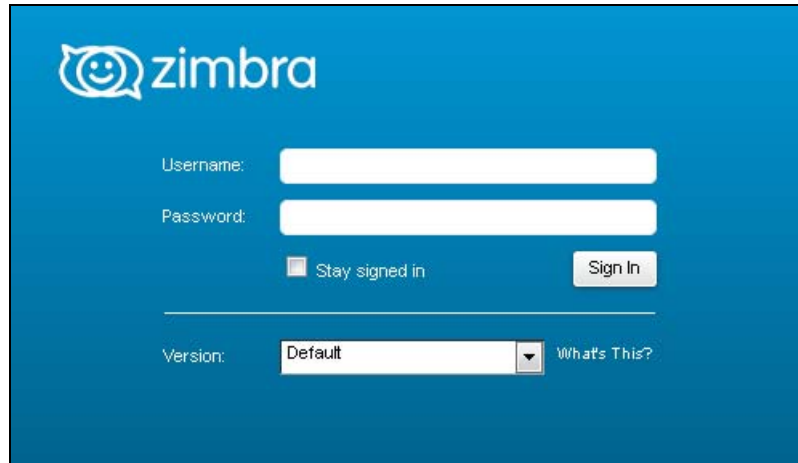 zimbra
Username:
Password:
Stay signed in Sign In
Version: Default What's This?